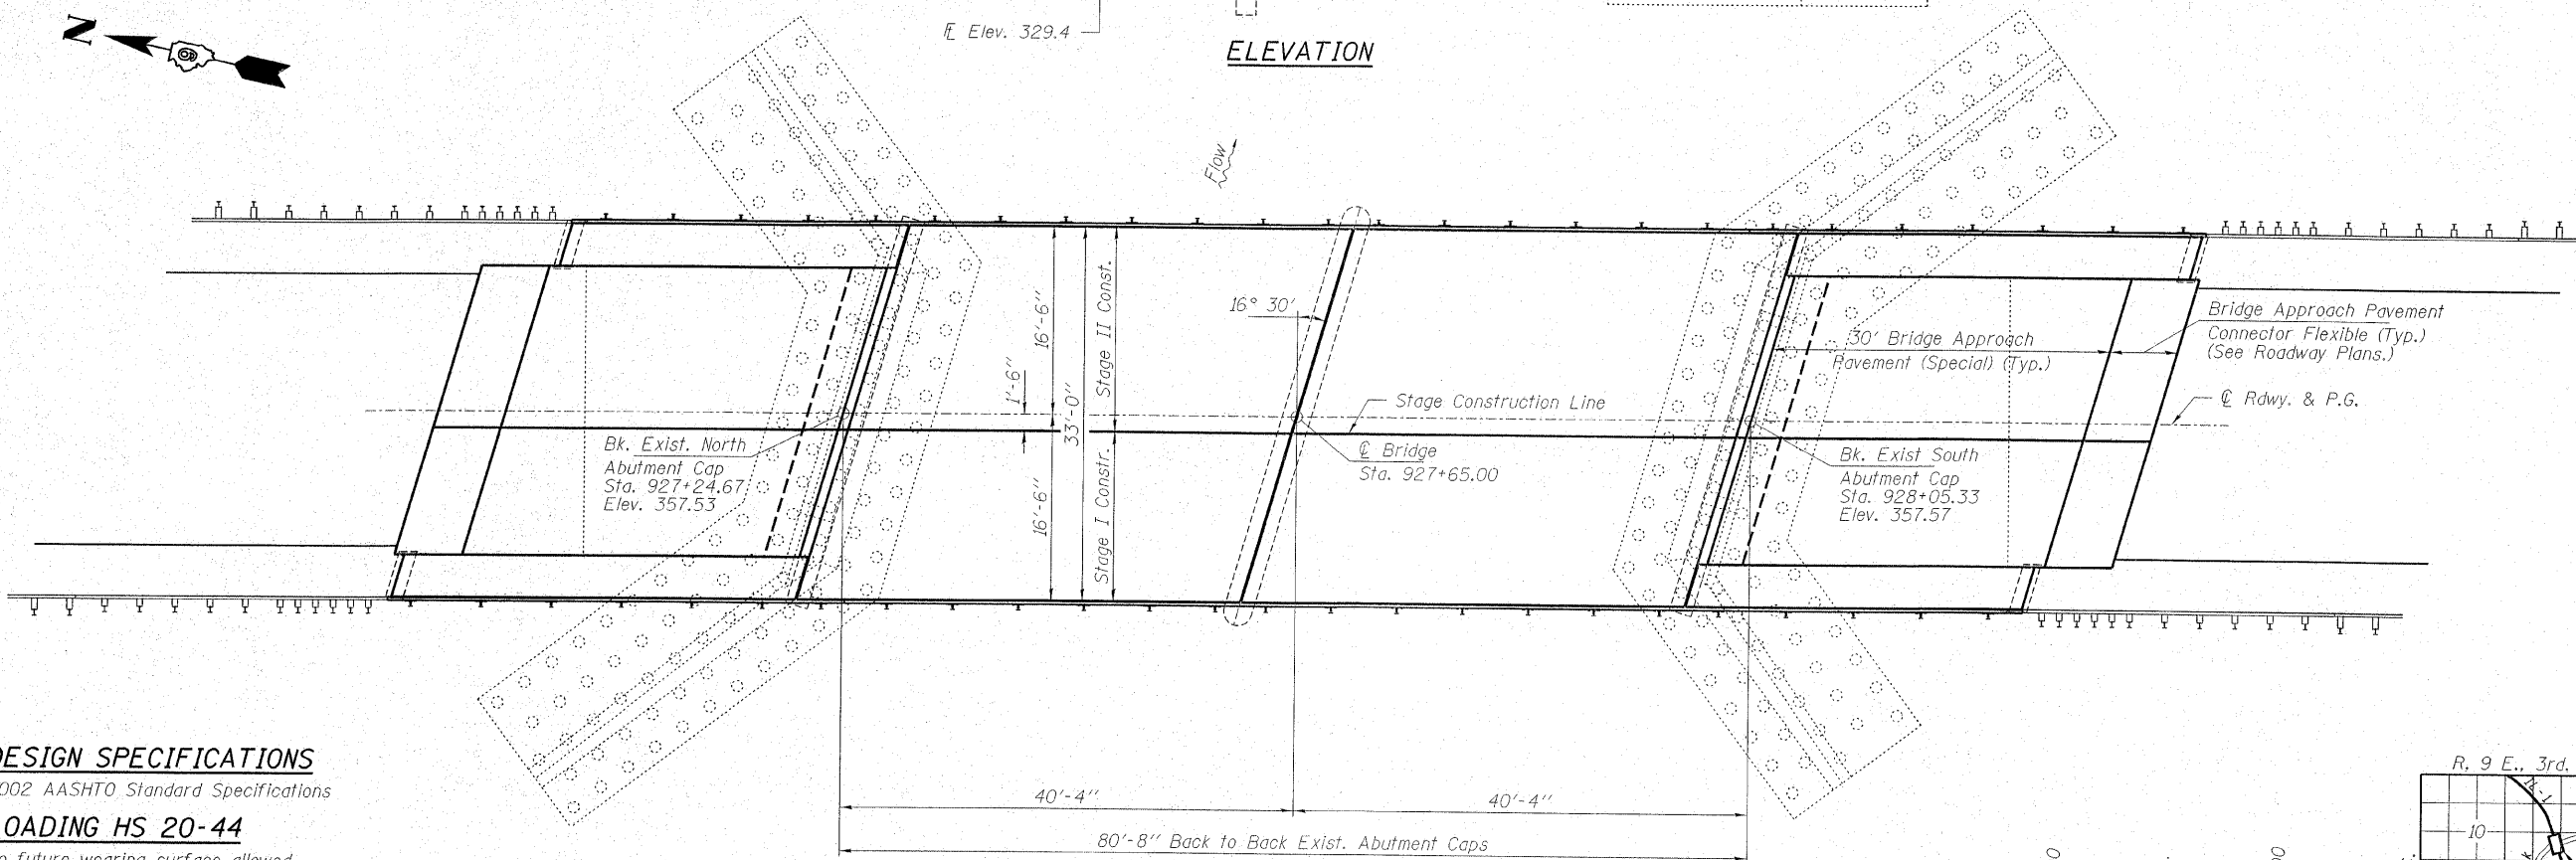 N
℄ Elev. 329.4
ELEVATION
Flow
16'-6"
1'-6"
33'-0"
16'-6"
Stage II Const.
Stage I Constr.
16° 30'
30' Bridge Approach
Pavement (Special) (Typ.)
Bridge Approach Pavement
Connector Flexible (Typ.)
(See Roadway Plans.)
Stage Construction Line
℄ Rdwy. & P.G.
Bk. Exist. North
Abutment Cap
Sta. 927+24.67
Elev. 357.53
℄ Bridge
Sta. 927+65.00
Bk. Exist South
Abutment Cap
Sta. 928+05.33
Elev. 357.57
DESIGN SPECIFICATIONS
002 AASHTO Standard Specifications
OADING HS 20-44
future wearing surface allowed
40'-4"
40'-4"
80'-8" Back to Back Exist. Abutment Caps
R. 9 E., 3rd.
10